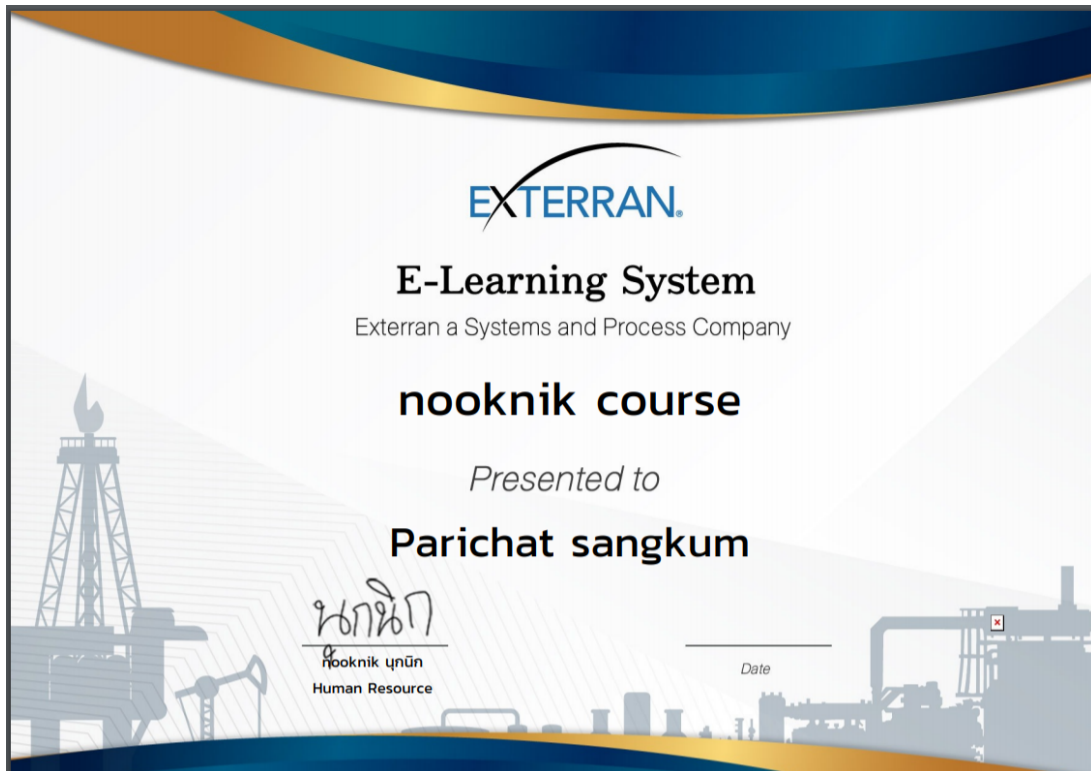 EXTERRAN®
E-Learning System
Exterran a Systems and Process Company
nooknik course
Presented to
Parichat sangkum
นุกนิก
nooknik นุกนิก
Human Resource
Date